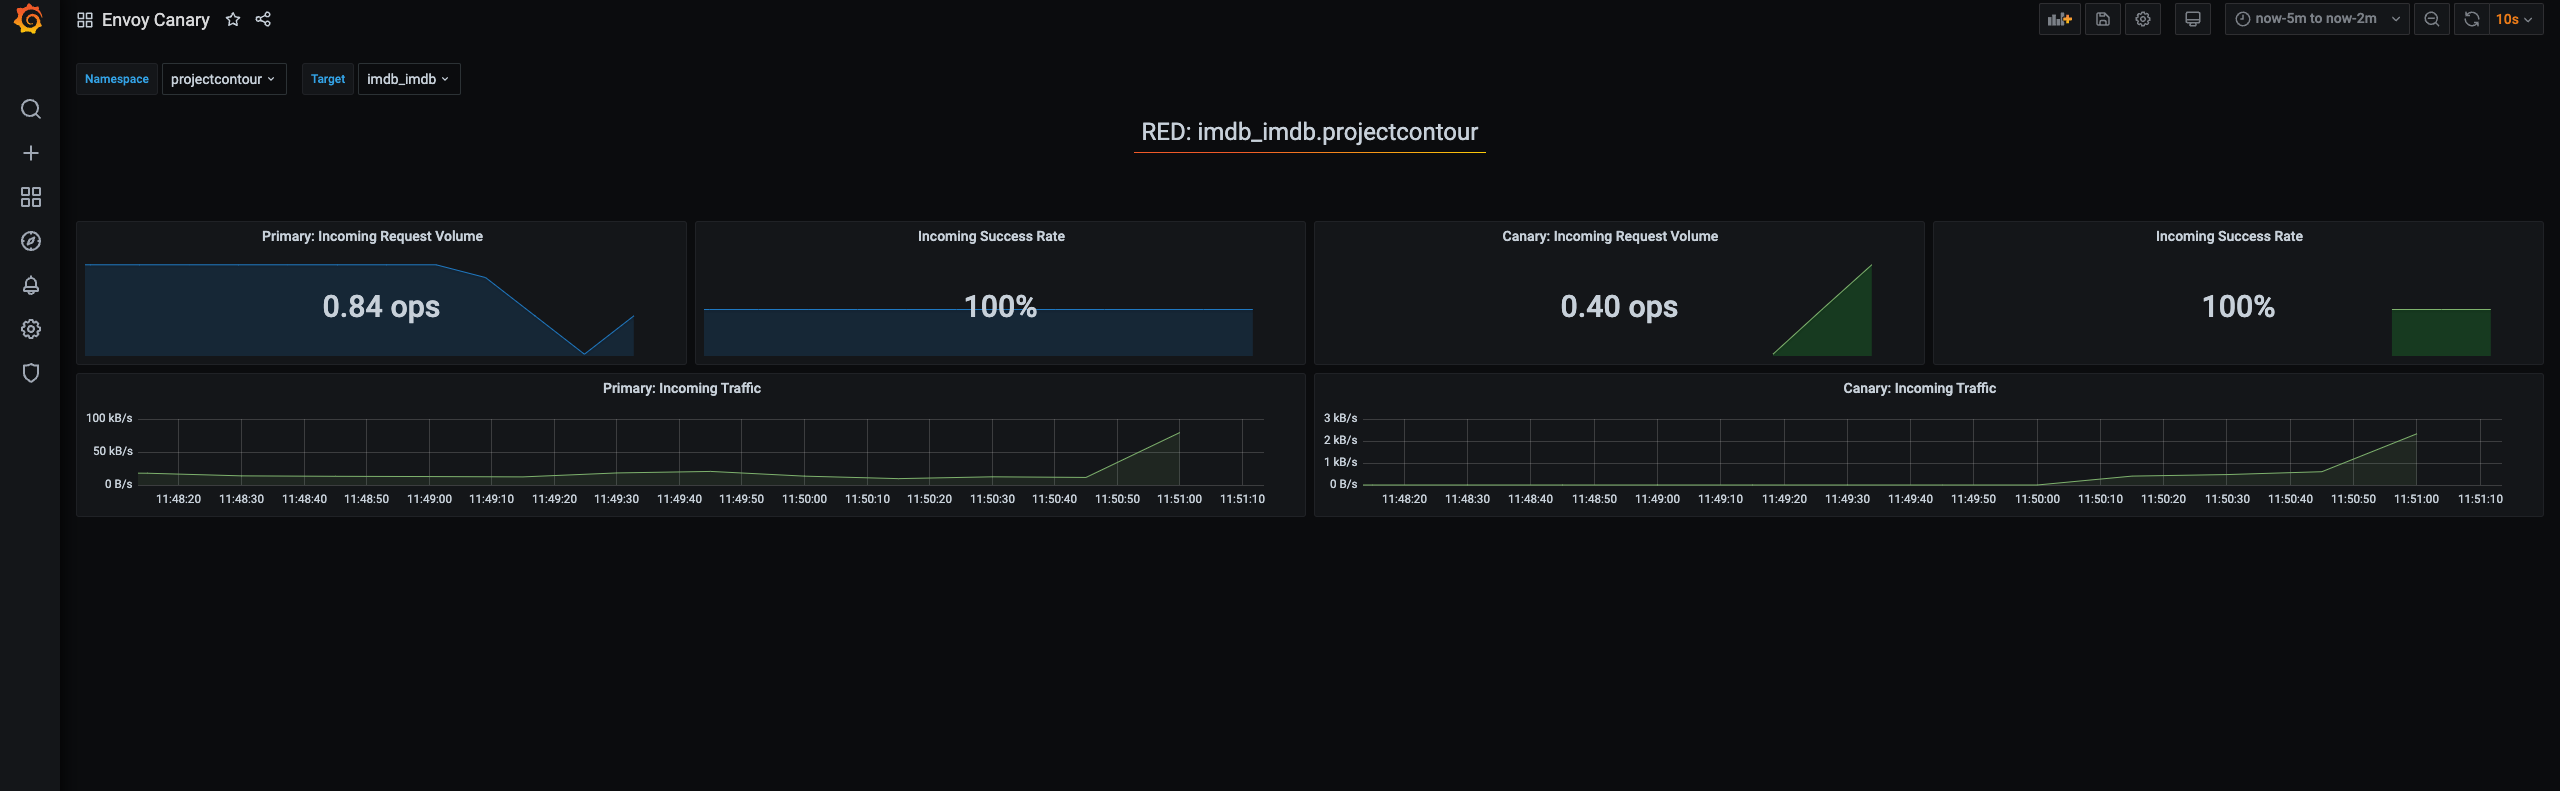 Envoy Canary
now-5m to now-2m
10s
Namespace
projectcontour
Target
imdb_imdb
RED: imdb_imdb.projectcontour
Primary: Incoming Request Volume
0.84 ops
Incoming Success Rate
100%
Canary: Incoming Request Volume
0.40 ops
Incoming Success Rate
100%
Primary: Incoming Traffic
100 kB/s
50 kB/s
0 B/s
11:48:20 11:48:30 11:48:40 11:48:50 11:49:00 11:49:10 11:49:20 11:49:30 11:49:40 11:49:50 11:50:00 11:50:10 11:50:20 11:50:30 11:50:40 11:50:50 11:51:00 11:51:10
Canary: Incoming Traffic
3 kB/s
2 kB/s
1 kB/s
0 B/s
11:48:20 11:48:30 11:48:40 11:48:50 11:49:00 11:49:10 11:49:20 11:49:30 11:49:40 11:49:50 11:50:00 11:50:10 11:50:20 11:50:30 11:50:40 11:50:50 11:51:00 11:51:10